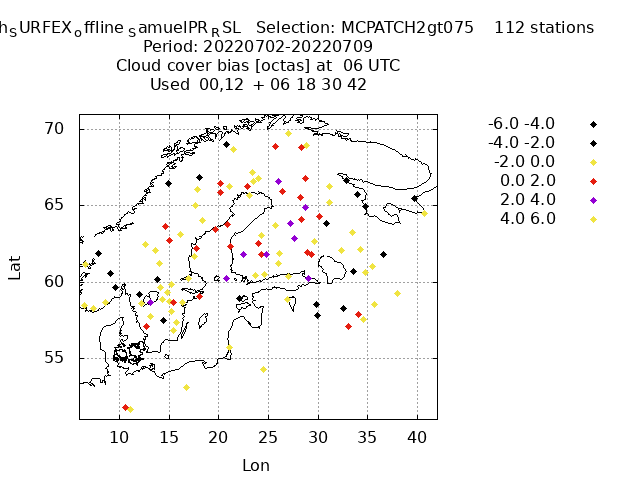 hSURFEXoffline SamuelPRRSL Selection: MCPATCH2gt075 112 stations
Period: 20220702-20220709
Cloud cover bias [octas] at 06 UTC
Used 00,12 + 06 18 30 42
-6.0 -4.0
-4.0 -2.0
-2.0 0.0
0.0 2.0
2.0 4.0
4.0 6.0
70
65
60
55
Lat
10 15 20 25 30 35 40
Lon